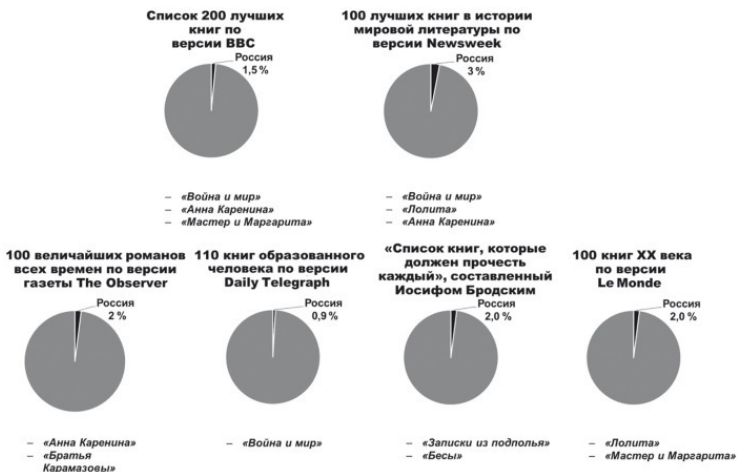 Список 200 лучших
книг по
версии BBC
Россия
1,5 %
– «Война и мир»
– «Анна Каренина»
– «Мастер и Маргарита»
100 лучших книг в истории
мировой литературы по
версии Newsweek
Россия
3 %
– «Война и мир»
– «Лолита»
– «Анна Каренина»
100 величайших романов
всех времен по версии
газеты The Observer
Россия
2 %
– «Анна Каренина»
– «Братья
Карамазовы»
110 книг образованного
человека по версии
Daily Telegraph
Россия
0,9 %
– «Война и мир»
«Список книг, которые
должен прочесть
каждый», составленный
Иосифом Бродским
Россия
2,0 %
– «Записки из подполья»
– «Бесы»
100 книг XX века
по версии
Le Monde
Россия
2,0 %
– «Лолита»
– «Мастер и Маргарита»